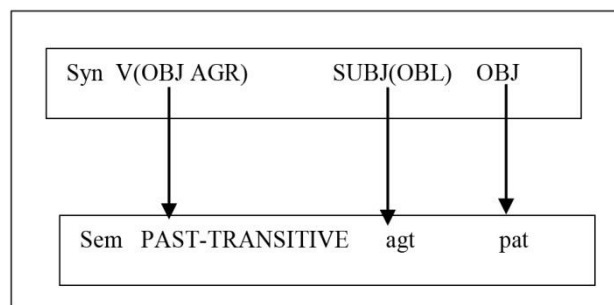 Syn V(OBJ AGR) SUBJ(OBL) OBJ
Sem PAST-TRANSITIVE agt pat